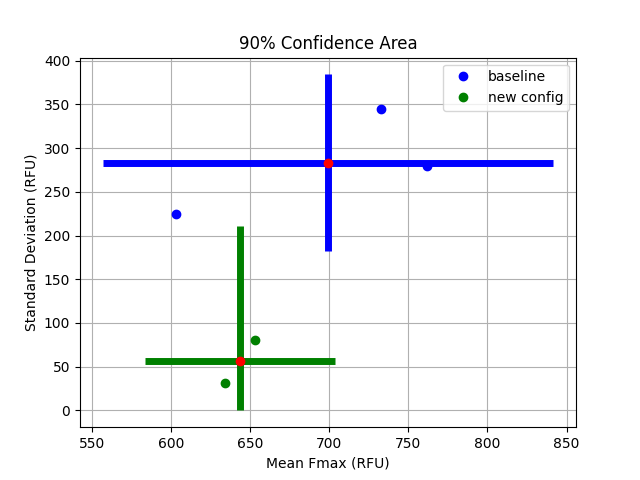 90% Confidence Area
400
350
300
250
200
150
100
50
0
Standard Deviation (RFU)
baseline
new config
550 600 650 700 750 800 850
Mean Fmax (RFU)